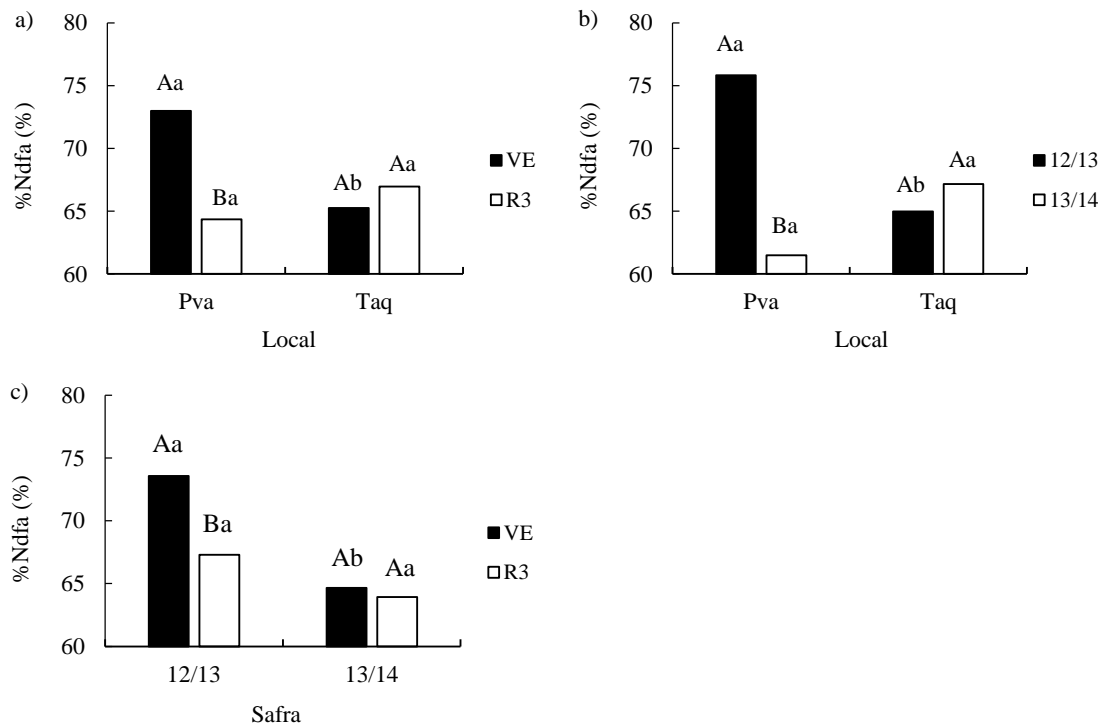 a)
%Ndfa (%)
80
75
70
65
60
Aa
Ba
Ab
Aa
Pva
Taq
Local
VE
R3
b)
%Ndfa (%)
80
75
70
65
60
Aa
Ba
Ab
Aa
Pva
Taq
Local
12/13
13/14
c)
%Ndfa (%)
80
75
70
65
60
Aa
Ba
Ab
Aa
12/13
13/14
Safra
VE
R3